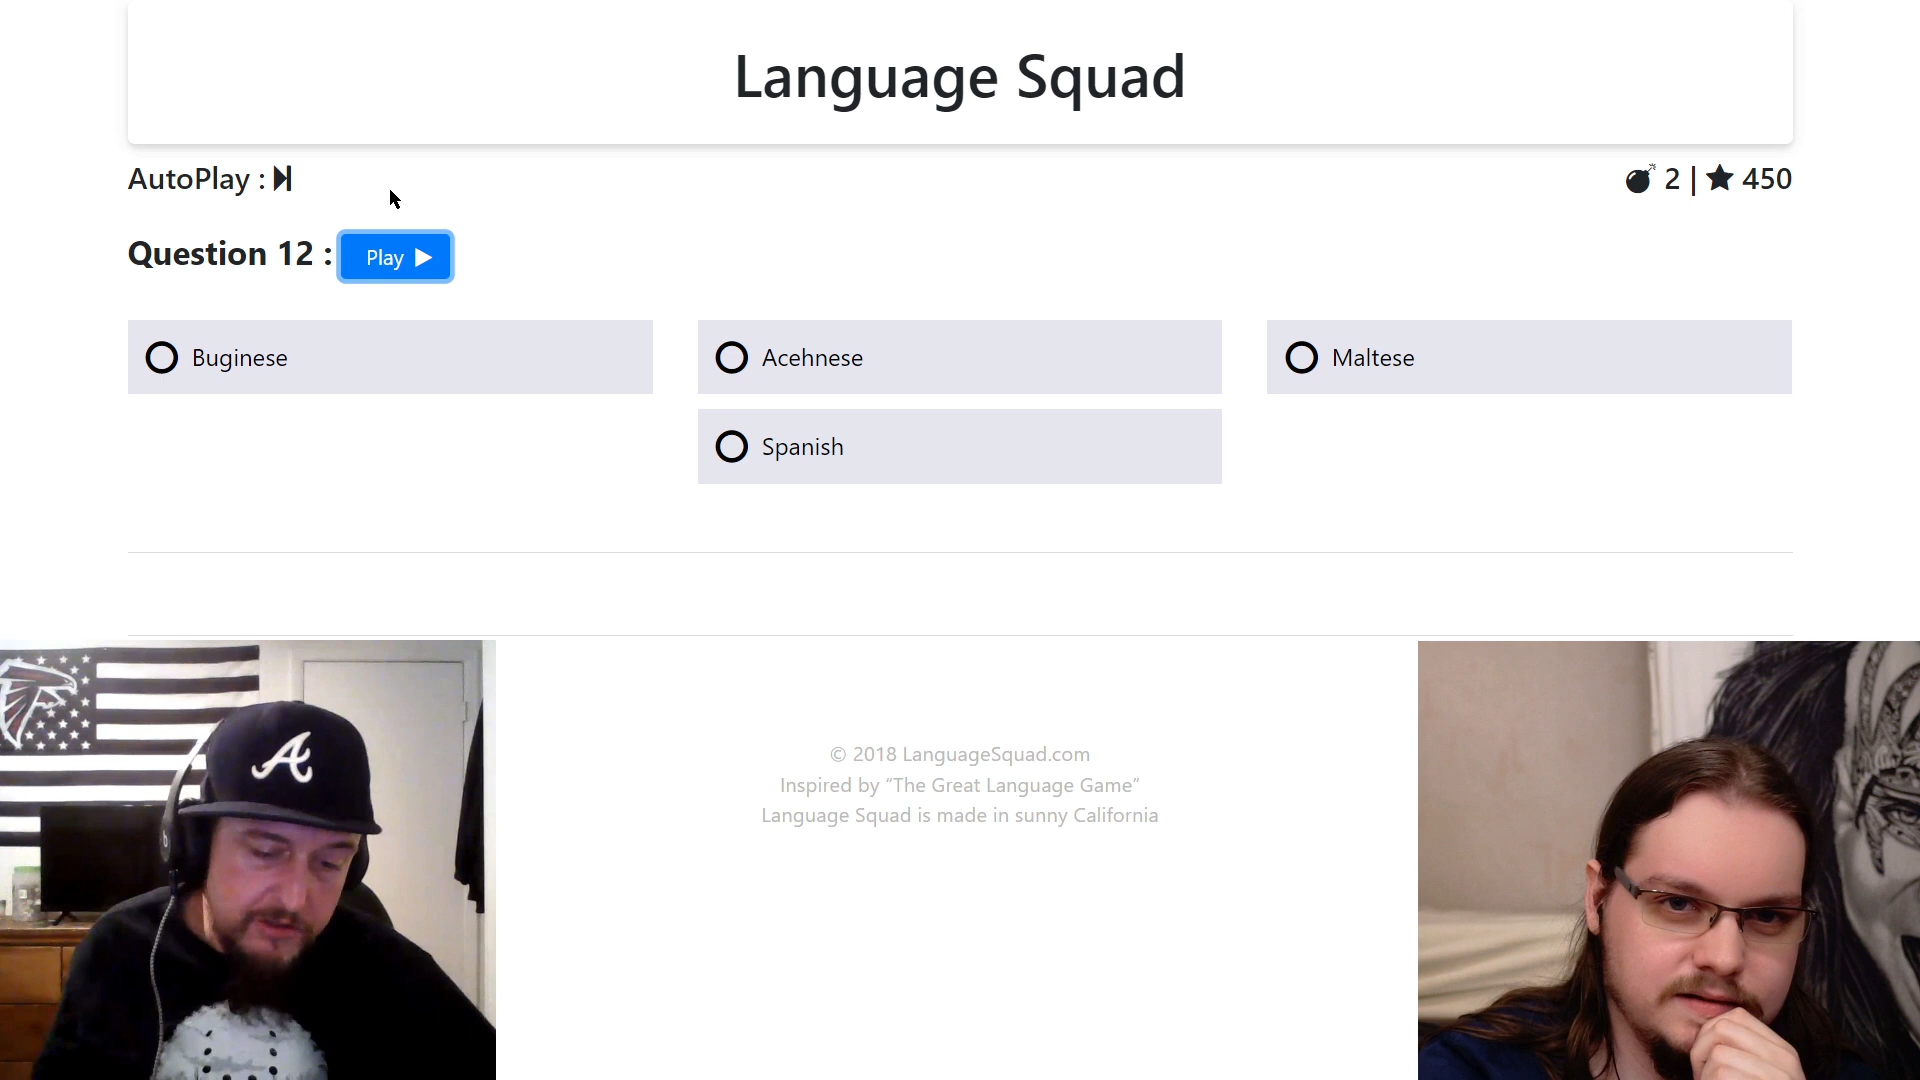 Language Squad
AutoPlay :
2 | 450
Question 12 : Play
Buginese
Acehnese
Maltese
Spanish
© 2018 LanguageSquad.com
Inspired by “The Great Language Game”
Language Squad is made in sunny California
A